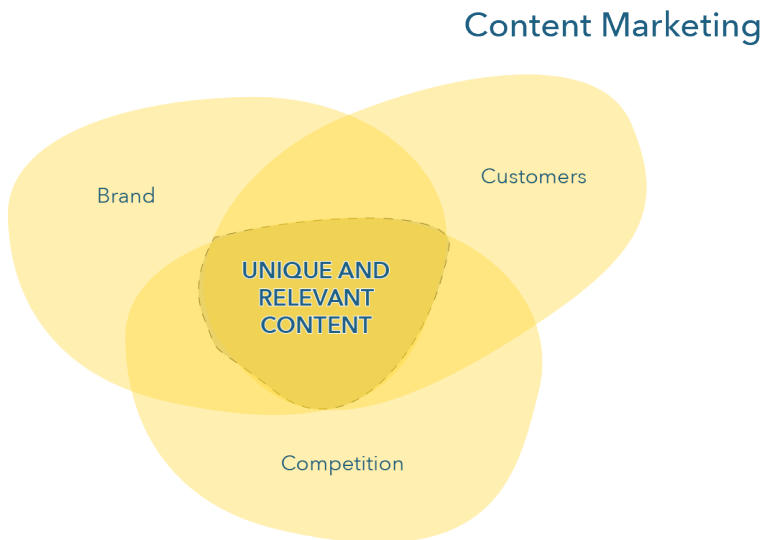 Content Marketing
Customers
Brand
UNIQUE AND
RELEVANT
CONTENT
Competition